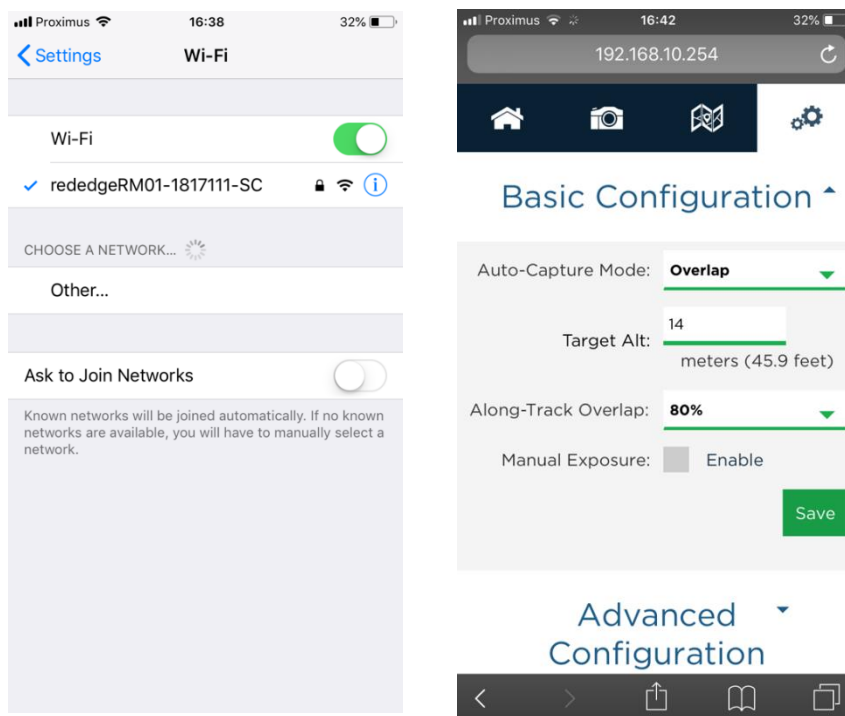 Proximus 16:38 32%
Settings Wi-Fi
Wi-Fi
rededgeRM01-1817111-SC
CHOOSE A NETWORK...
Other...
Ask to Join Networks
Known networks will be joined automatically. If no known
networks are available, you will have to manually select a
network.
Proximus 16:42 32%
192.168.10.254
Basic Configuration
Auto-Capture Mode: Overlap
Target Alt: 14
meters (45.9 feet)
Along-Track Overlap: 80%
Manual Exposure: Enable
Save
Advanced
Configuration